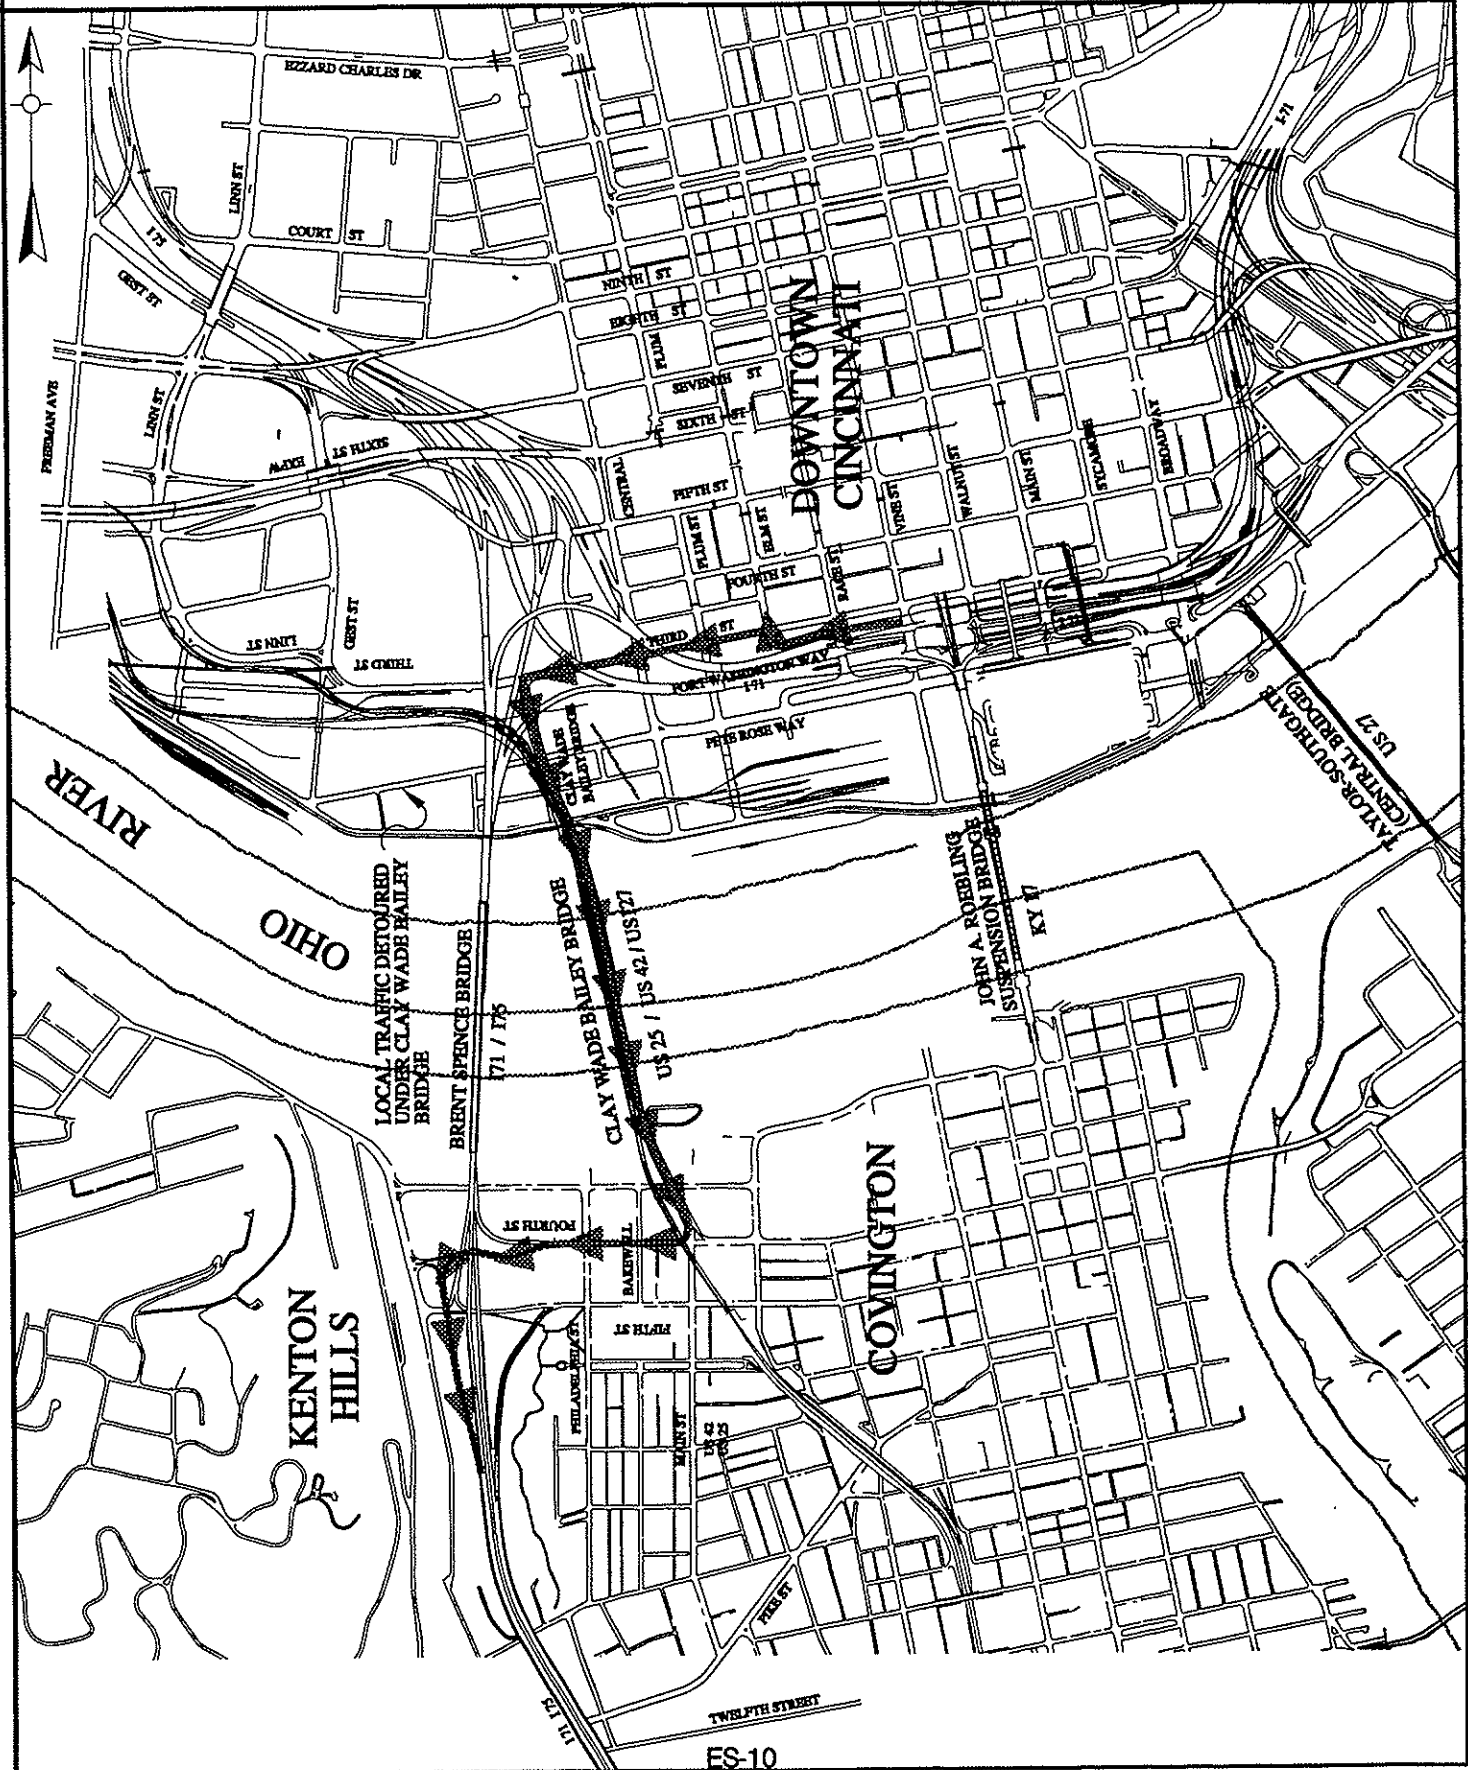 EZZARD CHARLES DR
I-71
LINN ST
COURT ST
I-75
GEST ST
NINTH ST
EIGHTH ST
PLUM
SEVENTH ST
SIXTH ST
DOWNTOWN
CINCINNATI
FREEMAN AVE
LINN ST
SIXTH ST
EXPW
CENTRAL
FIFTH ST
PLUM ST
ELM ST
VINE ST
WALNUT ST
MAIN ST
SYCAMORE
BROADWAY
FOURTH ST
RACE ST
GEST ST
LINN ST
THIRD ST
THIRD ST
FORT WASHINGTON WAY
I-71
PETE ROSE WAY
CLAY WADE
BAILEY BRIDGE
TAYLOR-SOUTHGATE
(CENTRAL BRIDGE)
US 27
OHIO
RIVER
LOCAL TRAFFIC DETOURED
UNDER CLAY WADE BAILEY
BRIDGE
BRENT SPENCE BRIDGE
I71 / I75
CLAY WADE BAILEY BRIDGE
US 25 / US 42 / US 127
JOHN A. ROEBLING
SUSPENSION BRIDGE
KY 17
FOURTH ST
BAKEWELL
FIFTH ST
COVINGTON
KENTON
HILLS
PHILADELPHIA ST
MAIN ST
US 42
US 25
PIKE ST
I71 I75
TWELFTH STREET
ES-10